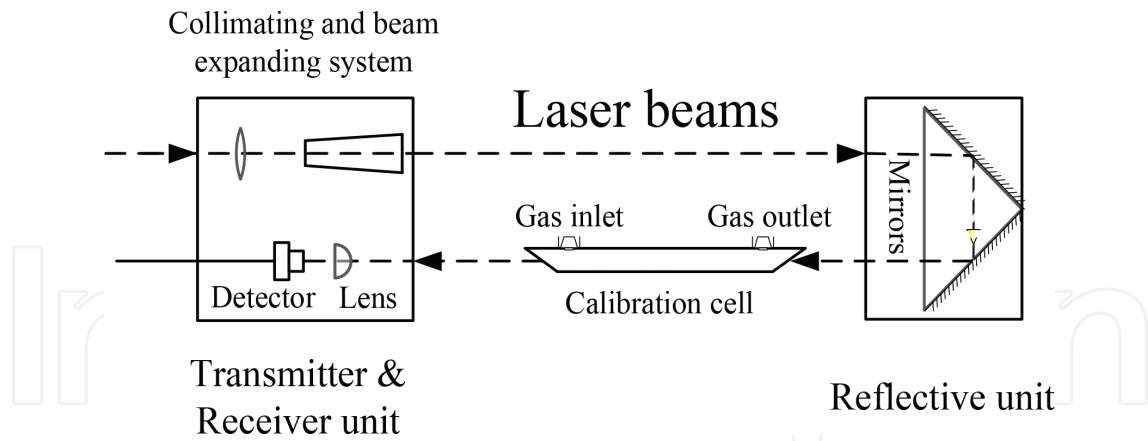 Collimating and beam
expanding system
Laser beams
Mirrors
Gas inlet
Gas outlet
Detector
Lens
Calibration cell
Transmitter &
Receiver unit
Reflective unit